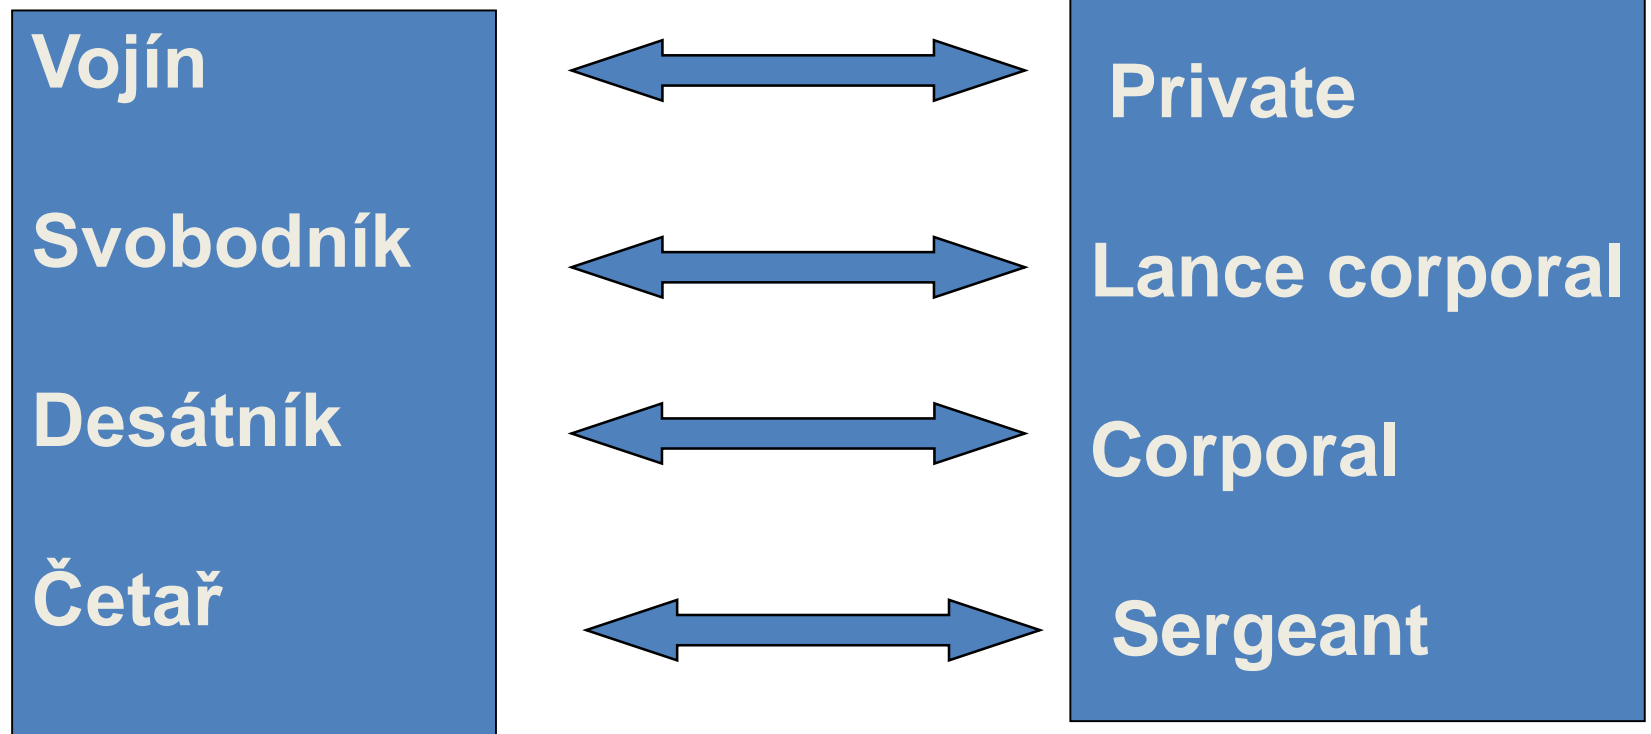 Vojín
Private
Svobodník
Lance corporal
Desátník
Corporal
Četař
Sergeant